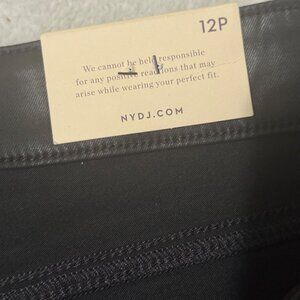 12P
We cannot be held responsible
for any positive reactions that may
arise while wearing your perfect fit.
NYDJ.COM